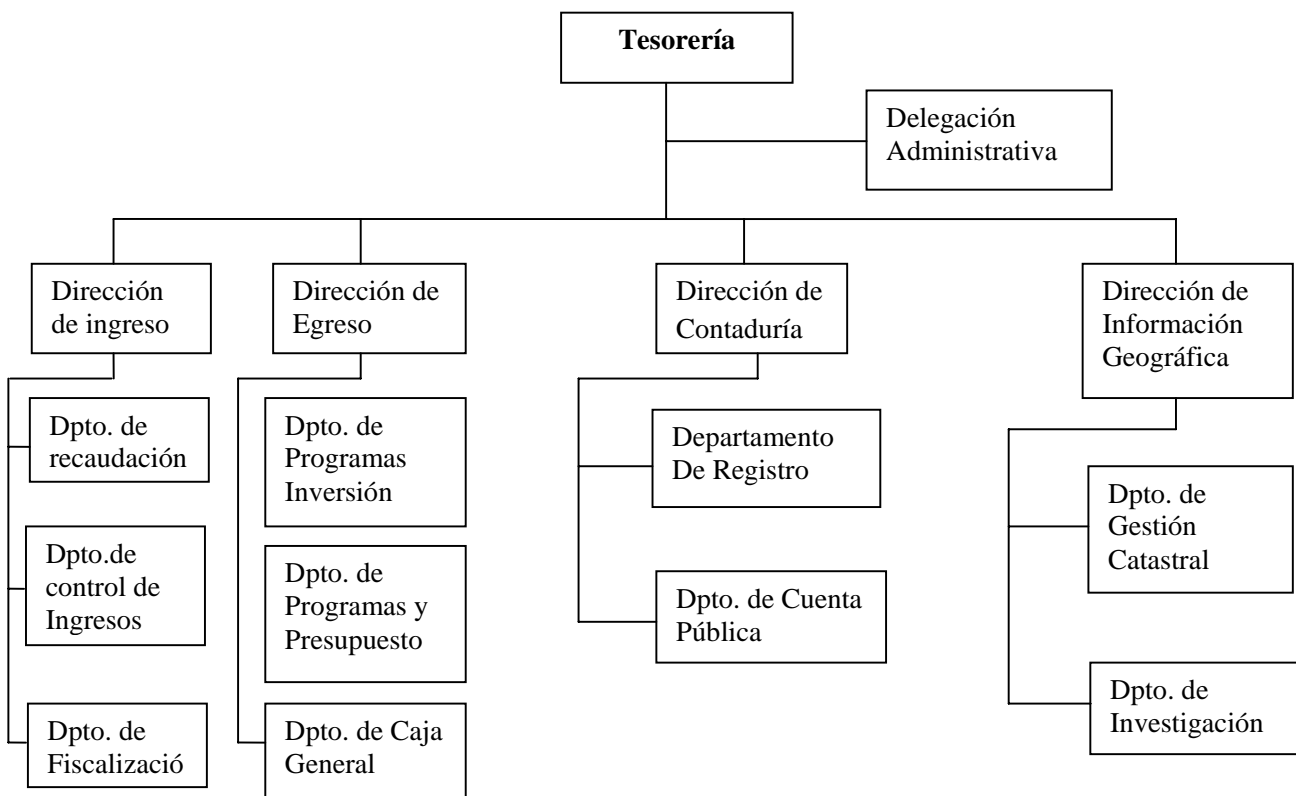 Tesorería
Delegación
Administrativa
Dirección
de ingreso
Dirección de
Egreso
Dirección de
Contaduría
Dirección de
Información
Geográfica
Dpto. de
recaudación
Dpto.de
control de
Ingresos
Dpto. de
Fiscalizació
Dpto. de
Programas
Inversión
Dpto. de
Programas y
Presupuesto
Dpto. de Caja
General
Departamento
De Registro
Dpto. de Cuenta
Pública
Dpto. de
Gestión
Catastral
Dpto. de
Investigación